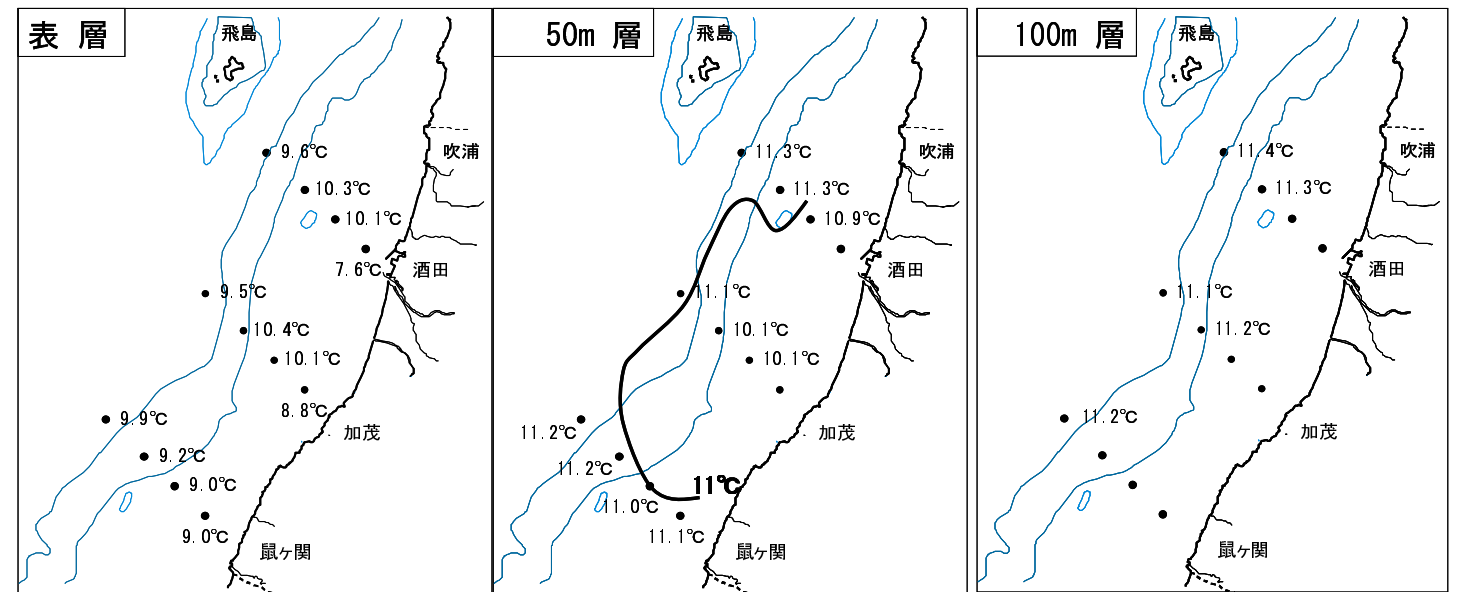 表 層
飛島
吹浦
9.6℃
10.3℃
10.1℃
7.6℃
酒田
9.5℃
10.4℃
10.1℃
8.8℃
9.9℃
加茂
9.2℃
9.0℃
9.0℃
鼠ヶ関
50m 層
飛島
吹浦
11.3℃
11.3℃
10.9℃
酒田
11.1℃
10.1℃
10.1℃
11.2℃
加茂
11.2℃
11℃
11.0℃
11.1℃
鼠ヶ関
100m 層
飛島
吹浦
11.4℃
11.3℃
酒田
11.1℃
11.2℃
11.2℃
加茂
鼠ヶ関